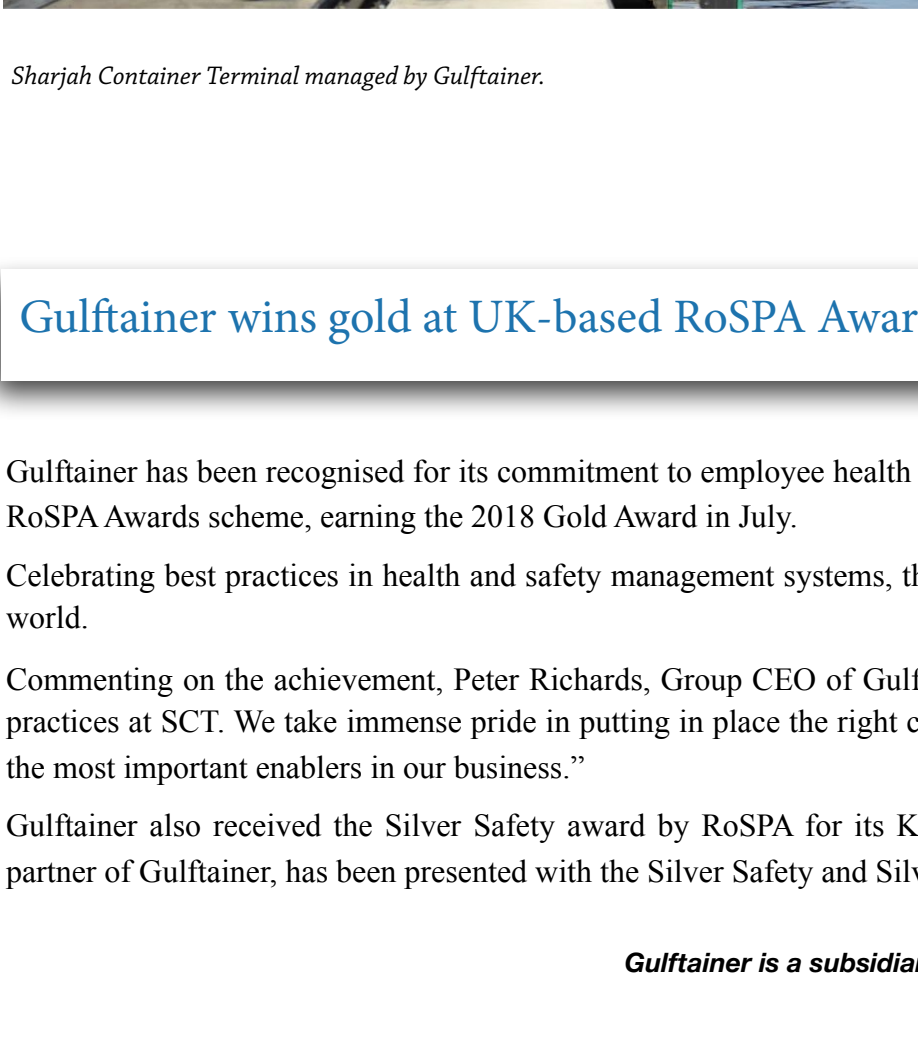 Sharjah Container Terminal managed by Gulftainer.
Gulftainer wins gold at UK-based RoSPA Awar
Gulftainer has been recognised for its commitment to employee health
RoSPA Awards scheme, earning the 2018 Gold Award in July.
Celebrating best practices in health and safety management systems, th
world.
Commenting on the achievement, Peter Richards, Group CEO of Gulf
practices at SCT. We take immense pride in putting in place the right c
the most important enablers in our business.”
Gulftainer also received the Silver Safety award by RoSPA for its K
partner of Gulftainer, has been presented with the Silver Safety and Silv
Gulftainer is a subsidiar